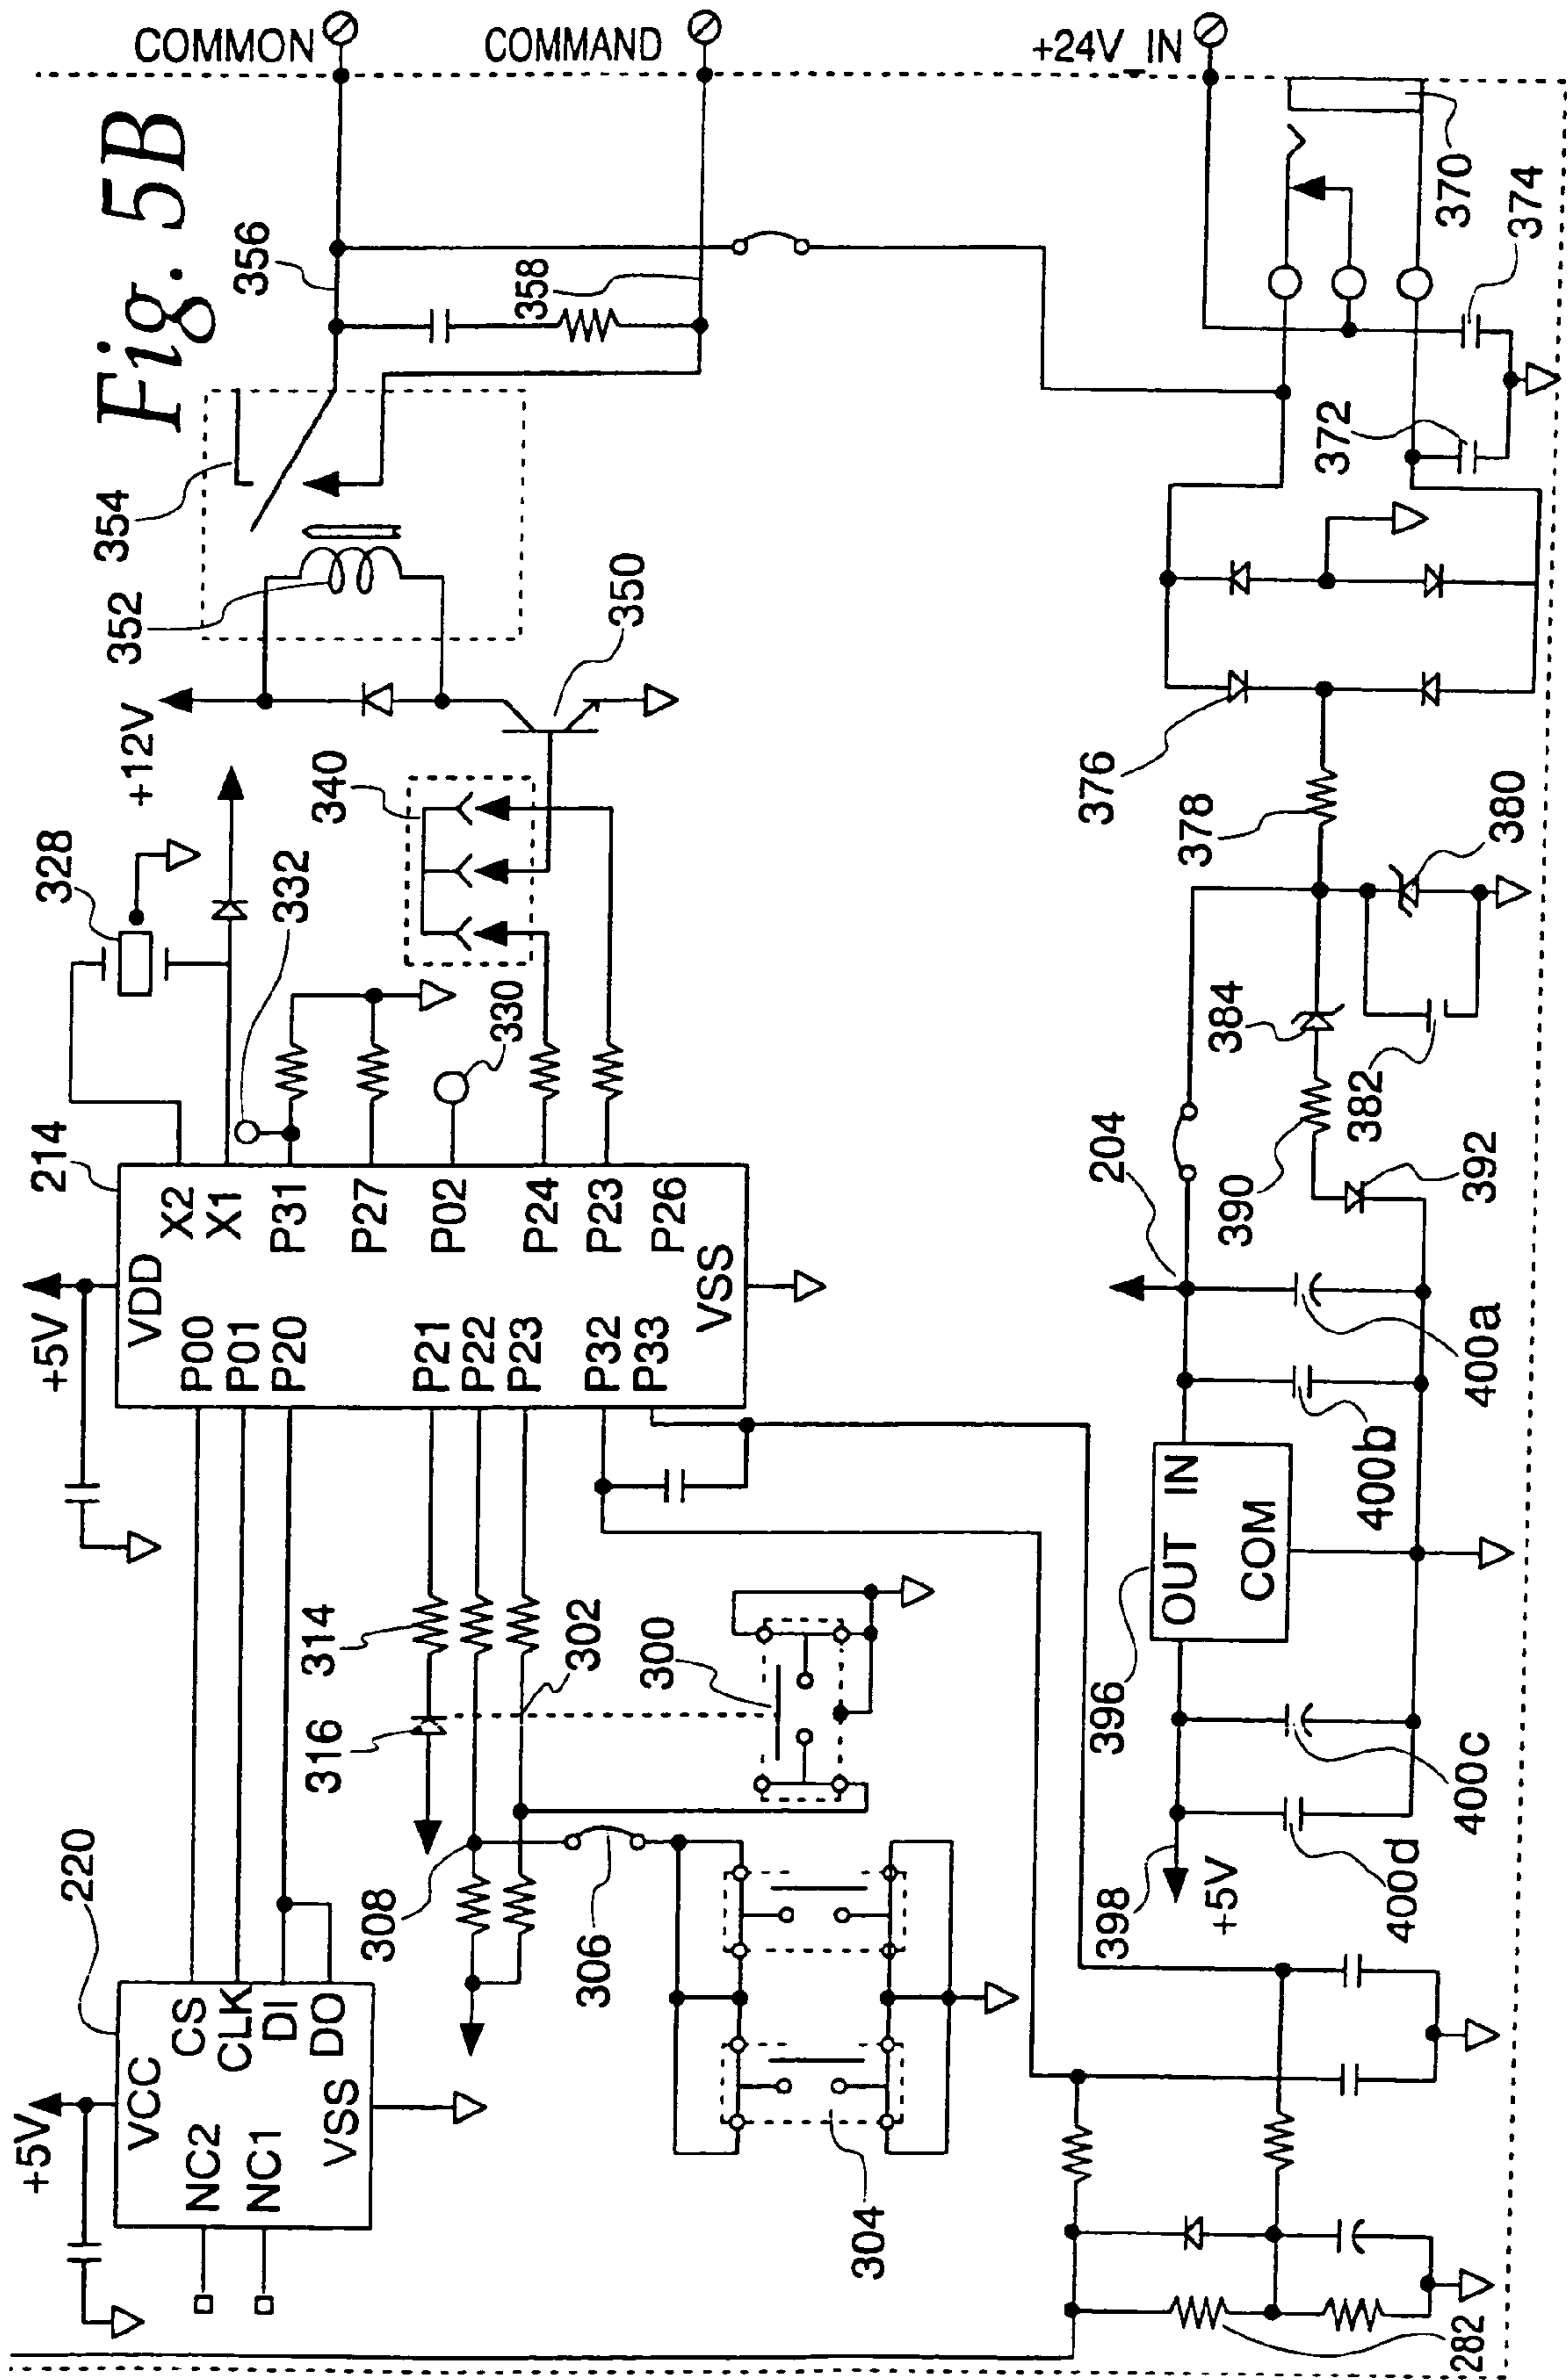 Fig. 5B
COMMON
COMMAND
+24V_IN
356
358
354
352
350
+12V
340
328
332
330
370
374
372
376
378
380
384
382
390
392
204
214
+5V
VDD
X2
X1
P31
P27
P02
P24
P23
P26
VSS
P00
P01
P20
P21
P22
P23
P32
P33
314
316
302
300
308
306
304
220
+5V
VCC
CS
CLK
DI
DO
NC2
NC1
VSS
396
OUT
IN
COM
398
+5V
400a
400b
400c
400d
282